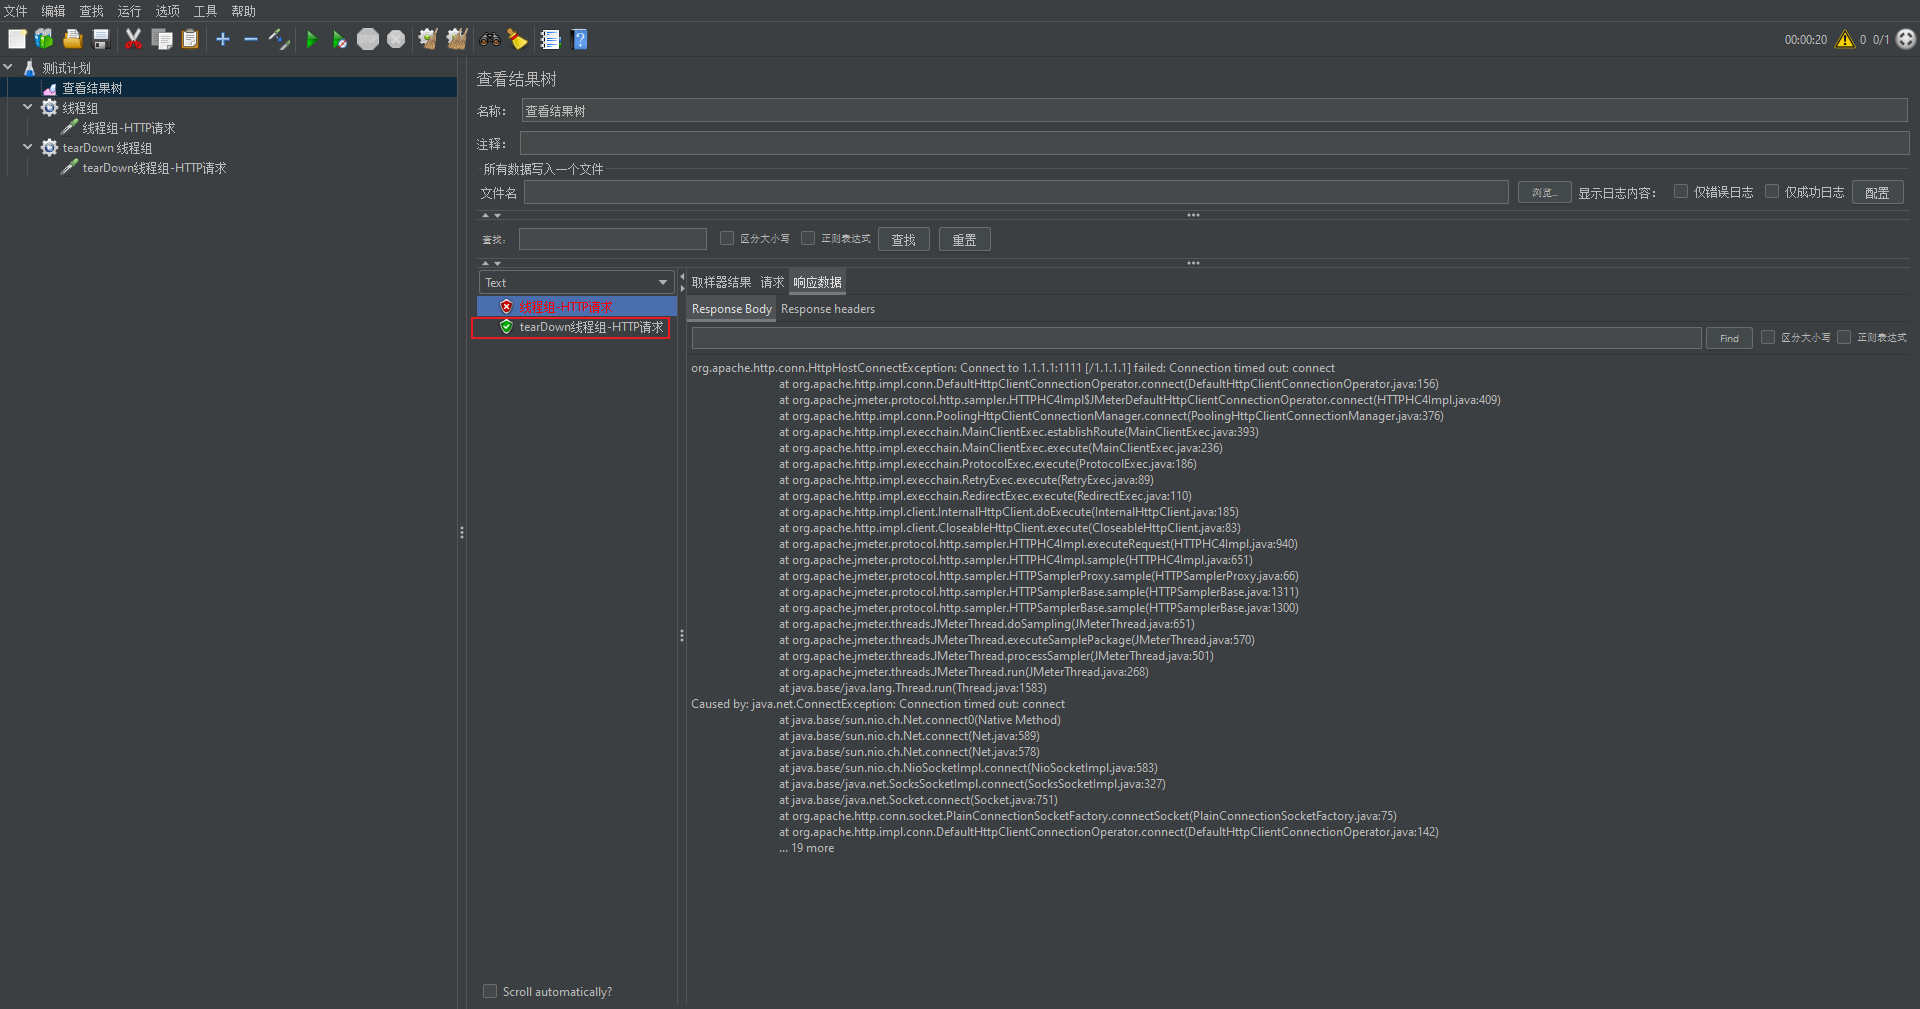 文件 编辑 查找 运行 选项 工具 帮助
00:00:20 0 0/1
测试计划
查看结果树
线程组
线程组-HTTP请求
tearDown 线程组
tearDown线程组-HTTP请求
查看结果树
名称： 查看结果树
注释：
所有数据写入一个文件
文件名 浏览... 显示日志内容： 仅错误日志 仅成功日志 配置
查找： 区分大小写 正则表达式 查找 重置
Text
线程组-HTTP请求
tearDown线程组-HTTP请求
Scroll automatically?
取样器结果 请求 响应数据
Response Body Response headers
Find 区分大小写 正则表达式
org.apache.http.conn.HttpHostConnectException: Connect to 1.1.1.1:1111 [/1.1.1.1] failed: Connection timed out: connect
at org.apache.http.impl.conn.DefaultHttpClientConnectionOperator.connect(DefaultHttpClientConnectionOperator.java:156)
at org.apache.jmeter.protocol.http.sampler.HTTPHC4Impl$JMeterDefaultHttpClientConnectionOperator.connect(HTTPHC4Impl.java:409)
at org.apache.http.impl.conn.PoolingHttpClientConnectionManager.connect(PoolingHttpClientConnectionManager.java:376)
at org.apache.http.impl.execchain.MainClientExec.establishRoute(MainClientExec.java:393)
at org.apache.http.impl.execchain.MainClientExec.execute(MainClientExec.java:236)
at org.apache.http.impl.execchain.ProtocolExec.execute(ProtocolExec.java:186)
at org.apache.http.impl.execchain.RetryExec.execute(RetryExec.java:89)
at org.apache.http.impl.execchain.RedirectExec.execute(RedirectExec.java:110)
at org.apache.http.impl.client.InternalHttpClient.doExecute(InternalHttpClient.java:185)
at org.apache.http.impl.client.CloseableHttpClient.execute(CloseableHttpClient.java:83)
at org.apache.jmeter.protocol.http.sampler.HTTPHC4Impl.executeRequest(HTTPHC4Impl.java:940)
at org.apache.jmeter.protocol.http.sampler.HTTPHC4Impl.sample(HTTPHC4Impl.java:651)
at org.apache.jmeter.protocol.http.sampler.HTTPSamplerProxy.sample(HTTPSamplerProxy.java:66)
at org.apache.jmeter.protocol.http.sampler.HTTPSamplerBase.sample(HTTPSamplerBase.java:1311)
at org.apache.jmeter.protocol.http.sampler.HTTPSamplerBase.sample(HTTPSamplerBase.java:1300)
at org.apache.jmeter.threads.JMeterThread.doSampling(JMeterThread.java:651)
at org.apache.jmeter.threads.JMeterThread.executeSamplePackage(JMeterThread.java:570)
at org.apache.jmeter.threads.JMeterThread.processSampler(JMeterThread.java:501)
at org.apache.jmeter.threads.JMeterThread.run(JMeterThread.java:268)
at java.base/java.lang.Thread.run(Thread.java:1583)
Caused by: java.net.ConnectException: Connection timed out: connect
at java.base/sun.nio.ch.Net.connect0(Native Method)
at java.base/sun.nio.ch.Net.connect(Net.java:589)
at java.base/sun.nio.ch.Net.connect(Net.java:578)
at java.base/sun.nio.ch.NioSocketImpl.connect(NioSocketImpl.java:583)
at java.base/java.net.SocksSocketImpl.connect(SocksSocketImpl.java:327)
at java.base/java.net.Socket.connect(Socket.java:751)
at org.apache.http.conn.socket.PlainConnectionSocketFactory.connectSocket(PlainConnectionSocketFactory.java:75)
at org.apache.http.impl.conn.DefaultHttpClientConnectionOperator.connect(DefaultHttpClientConnectionOperator.java:142)
... 19 more